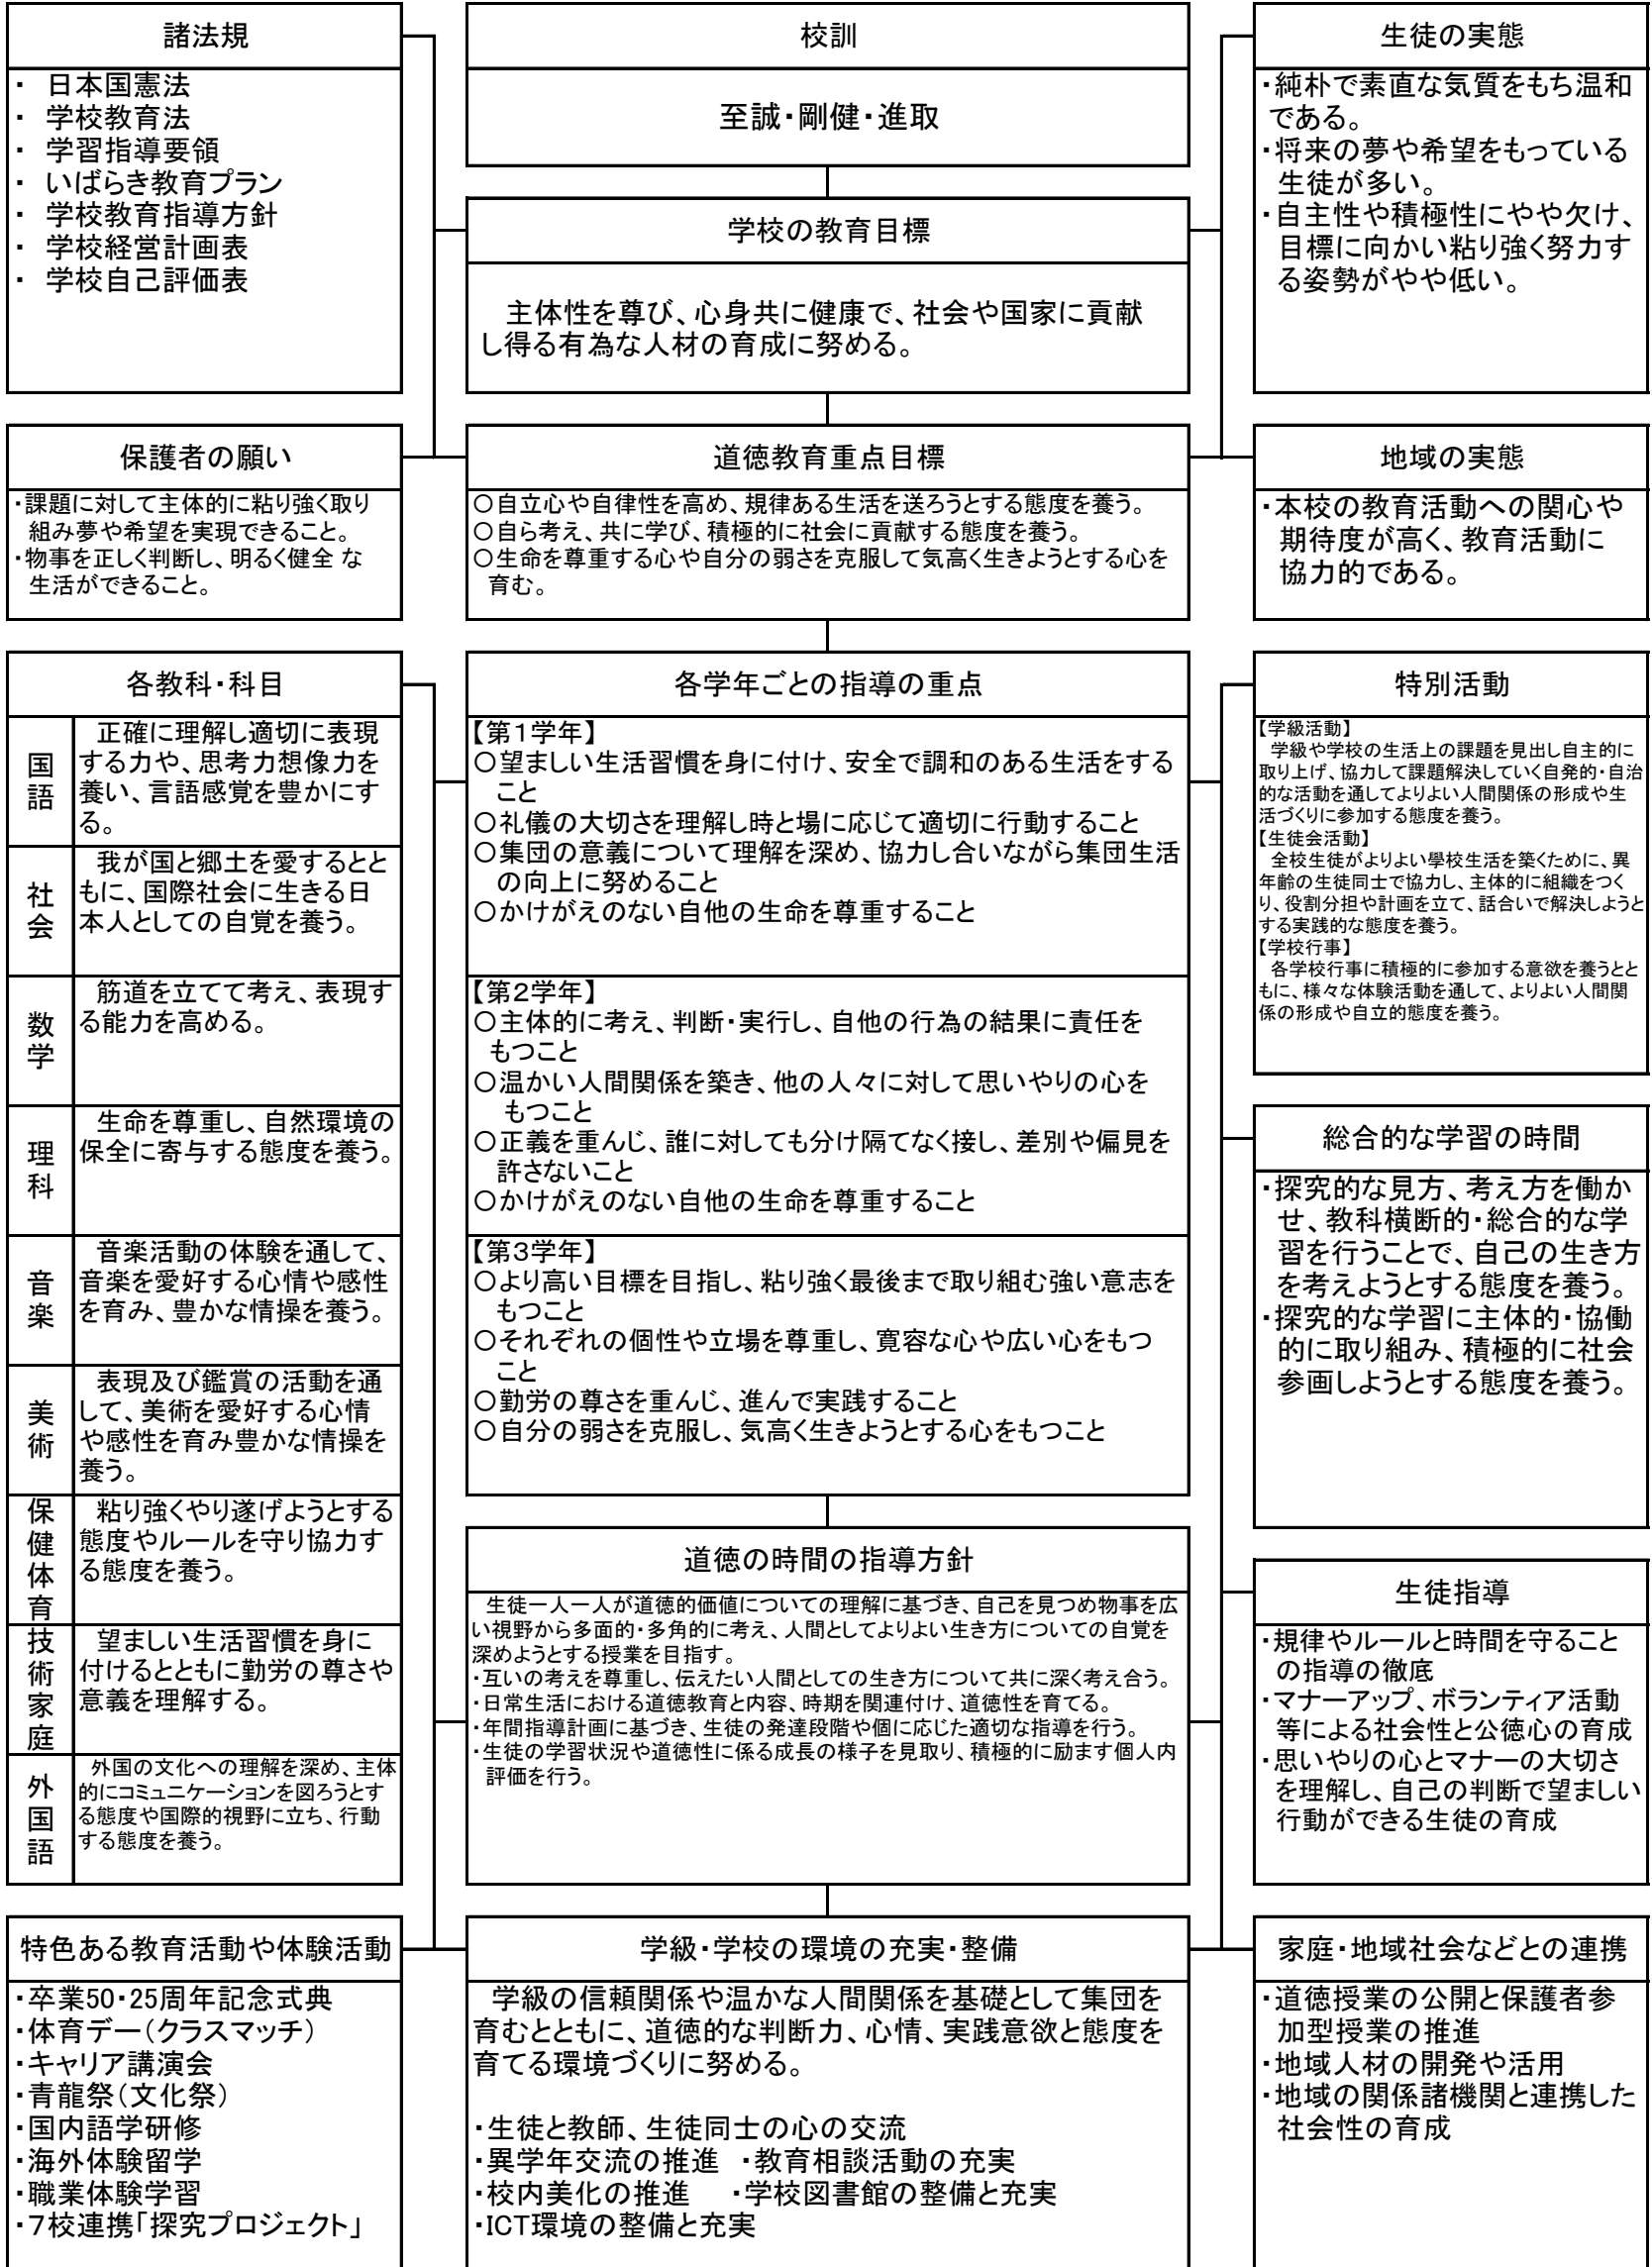 諸法規
・ 日本国憲法
・ 学校教育法
・ 学習指導要領
・ いばらき教育プラン
・ 学校教育指導方針
・ 学校経営計画表
・ 学校自己評価表
校訓
至誠・剛健・進取
学校の教育目標
主体性を尊び、心身共に健康で、社会や国家に貢献
し得る有為な人材の育成に努める。
生徒の実態
・純朴で素直な気質をもち温和
である。
・将来の夢や希望をもっている
生徒が多い。
・自主性や積極性にやや欠け、
目標に向かい粘り強く努力す
る姿勢がやや低い。
保護者の願い
・課題に対して主体的に粘り強く取り
組み夢や希望を実現できること。
・物事を正しく判断し、明るく健全 な
生活ができること。
道徳教育重点目標
○自立心や自律性を高め、規律ある生活を送ろうとする態度を養う。
○自ら考え、共に学び、積極的に社会に貢献する態度を養う。
○生命を尊重する心や自分の弱さを克服して気高く生きようとする心を
育む。
地域の実態
・本校の教育活動への関心や
期待度が高く、教育活動に
協力的である。
各教科・科目
国語
正確に理解し適切に表現
する力や、思考力想像力を
養い、言語感覚を豊かにす
る。
社会
我が国と郷土を愛するとと
もに、国際社会に生きる日
本人としての自覚を養う。
数学
筋道を立てて考え、表現す
る能力を高める。
理科
生命を尊重し、自然環境の
保全に寄与する態度を養う。
音楽
音楽活動の体験を通して、
音楽を愛好する心情や感性
を育み、豊かな情操を養う。
美術
表現及び鑑賞の活動を通
して、美術を愛好する心情
や感性を育み豊かな情操を
養う。
保健体育
粘り強くやり遂げようとする
態度やルールを守り協力す
る態度を養う。
技術家庭
望ましい生活習慣を身に
付けるとともに勤労の尊さや
意義を理解する。
外国語
外国の文化への理解を深め、主体
的にコミュニケーションを図ろうとす
る態度や国際的視野に立ち、行動
する態度を養う。
各学年ごとの指導の重点
【第１学年】
○望ましい生活習慣を身に付け、安全で調和のある生活をする
こと
○礼儀の大切さを理解し時と場に応じて適切に行動すること
○集団の意義について理解を深め、協力し合いながら集団生活
の向上に努めること
○かけがえのない自他の生命を尊重すること
【第２学年】
○主体的に考え、判断・実行し、自他の行為の結果に責任を
もつこと
○温かい人間関係を築き、他の人々に対して思いやりの心を
もつこと
○正義を重んじ、誰に対しても分け隔てなく接し、差別や偏見を
許さないこと
○かけがえのない自他の生命を尊重すること
【第３学年】
○より高い目標を目指し、粘り強く最後まで取り組む強い意志を
もつこと
○それぞれの個性や立場を尊重し、寛容な心や広い心をもつ
こと
○勤労の尊さを重んじ、進んで実践すること
○自分の弱さを克服し、気高く生きようとする心をもつこと
道徳の時間の指導方針
生徒一人一人が道徳的価値についての理解に基づき、自己を見つめ物事を広
い視野から多面的・多角的に考え、人間としてよりよい生き方についての自覚を
深めようとする授業を目指す。
・互いの考えを尊重し、伝えたい人間としての生き方について共に深く考え合う。
・日常生活における道徳教育と内容、時期を関連付け、道徳性を育てる。
・年間指導計画に基づき、生徒の発達段階や個に応じた適切な指導を行う。
・生徒の学習状況や道徳性に係る成長の様子を見取り、積極的に励ます個人内
評価を行う。
特別活動
【学級活動】
学級や学校の生活上の課題を見出し自主的に
取り上げ、協力して課題解決していく自発的・自治
的な活動を通してよりよい人間関係の形成や生
活づくりに参加する態度を養う。
【生徒会活動】
全校生徒がよりよい學校生活を築くために、異
年齢の生徒同士で協力し、主体的に組織をつく
り、役割分担や計画を立て、話合いで解決しようと
する実践的な態度を養う。
【学校行事】
各学校行事に積極的に参加する意欲を養うとと
もに、様々な体験活動を通して、よりよい人間関
係の形成や自立的態度を養う。
総合的な学習の時間
・探究的な見方、考え方を働か
せ、教科横断的・総合的な学
習を行うことで、自己の生き方
を考えようとする態度を養う。
・探究的な学習に主体的・協働
的に取り組み、積極的に社会
参画しようとする態度を養う。
生徒指導
・規律やルールと時間を守ること
の指導の徹底
・マナーアップ、ボランティア活動
等による社会性と公徳心の育成
・思いやりの心とマナーの大切さ
を理解し、自己の判断で望ましい
行動ができる生徒の育成
特色ある教育活動や体験活動
・卒業50・25周年記念式典
・体育デー（クラスマッチ）
・キャリア講演会
・青龍祭（文化祭）
・国内語学研修
・海外体験留学
・職業体験学習
・７校連携「探究プロジェクト」
学級・学校の環境の充実・整備
学級の信頼関係や温かな人間関係を基礎として集団を
育むとともに、道徳的な判断力、心情、実践意欲と態度を
育てる環境づくりに努める。
・生徒と教師、生徒同士の心の交流
・異学年交流の推進 ・教育相談活動の充実
・校内美化の推進 ・学校図書館の整備と充実
・ICT環境の整備と充実
家庭・地域社会などとの連携
・道徳授業の公開と保護者参
加型授業の推進
・地域人材の開発や活用
・地域の関係諸機関と連携した
社会性の育成